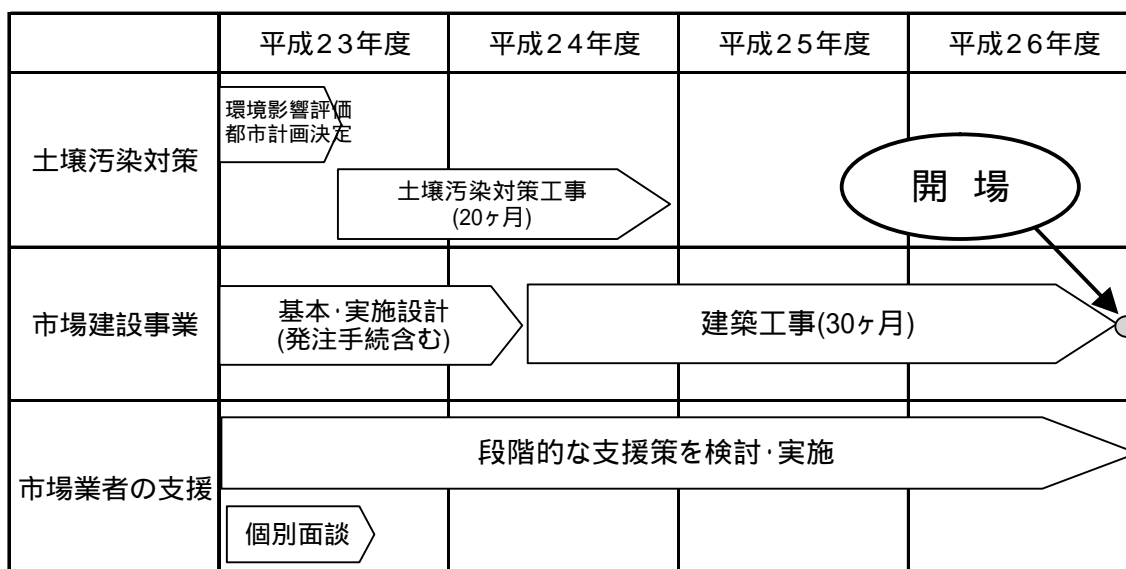 平成23年度 平成24年度 平成25年度 平成26年度
土壌汚染対策
環境影響評価
都市計画決定
土壌汚染対策工事
(20ヶ月)
開 場
市場建設事業
基本･実施設計
(発注手続含む)
建築工事(30ヶ月)
市場業者の支援
段階的な支援策を検討･実施
個別面談